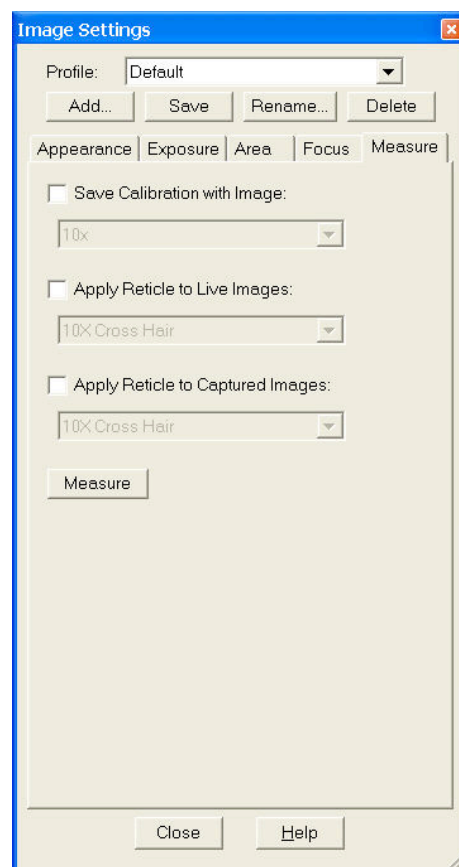 Image Settings
Profile: Default
Add... Save Rename... Delete
Appearance Exposure Area Focus Measure
Save Calibration with Image:
10x
Apply Reticle to Live Images:
10X Cross Hair
Apply Reticle to Captured Images:
10X Cross Hair
Measure
Close Help